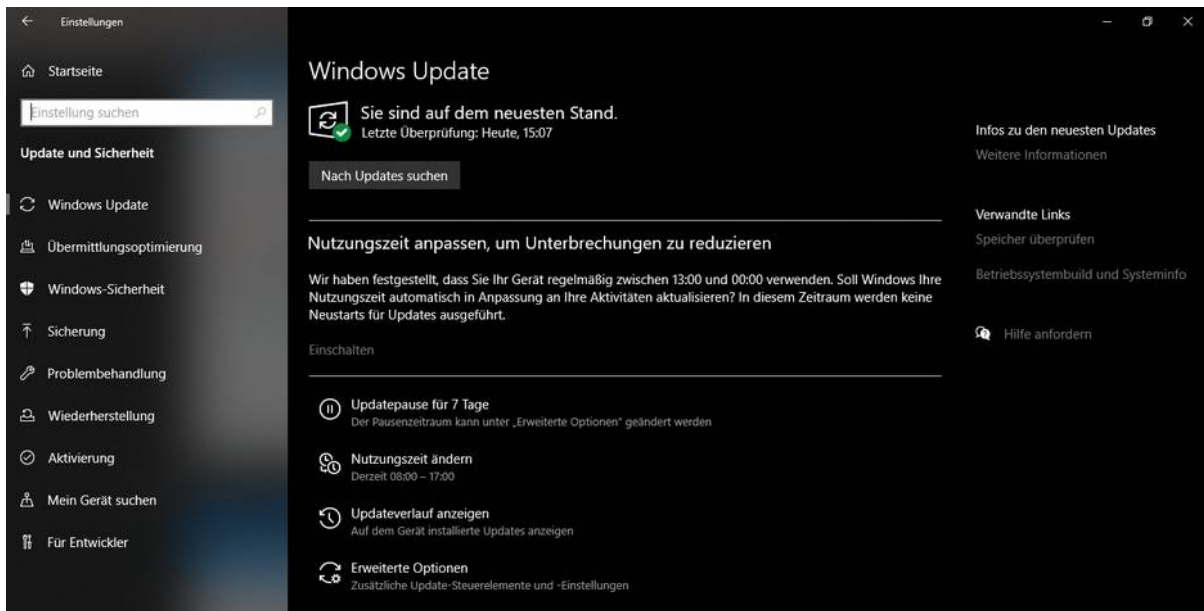 Einstellungen
Startseite
Einstellung suchen
Update und Sicherheit
Windows Update
Übermittlungsoptimierung
Windows-Sicherheit
Sicherung
Problembehandlung
Wiederherstellung
Aktivierung
Mein Gerät suchen
Für Entwickler
Windows Update
Sie sind auf dem neuesten Stand.
Letzte Überprüfung: Heute, 15:07
Nach Updates suchen
Nutzungszeit anpassen, um Unterbrechungen zu reduzieren
Wir haben festgestellt, dass Sie Ihr Gerät regelmäßig zwischen 13:00 und 00:00 verwenden. Soll Windows Ihre
Nutzungszeit automatisch in Anpassung an Ihre Aktivitäten aktualisieren? In diesem Zeitraum werden keine
Neustarts für Updates ausgeführt.
Einschalten
Updatepause für 7 Tage
Der Pausenzeitraum kann unter „Erweiterte Optionen" geändert werden
Nutzungszeit ändern
Derzeit 08:00 – 17:00
Updateverlauf anzeigen
Auf dem Gerät installierte Updates anzeigen
Erweiterte Optionen
Zusätzliche Update-Steuerelemente und -Einstellungen
Infos zu den neuesten Updates
Weitere Informationen
Verwandte Links
Speicher überprüfen
Betriebssystembuild und Systeminfo
Hilfe anfordern